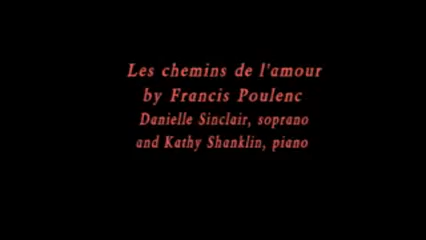 Les chemins de l'amour
by Francis Poulenc
Danielle Sinclair, soprano
and Kathy Shanklin, piano